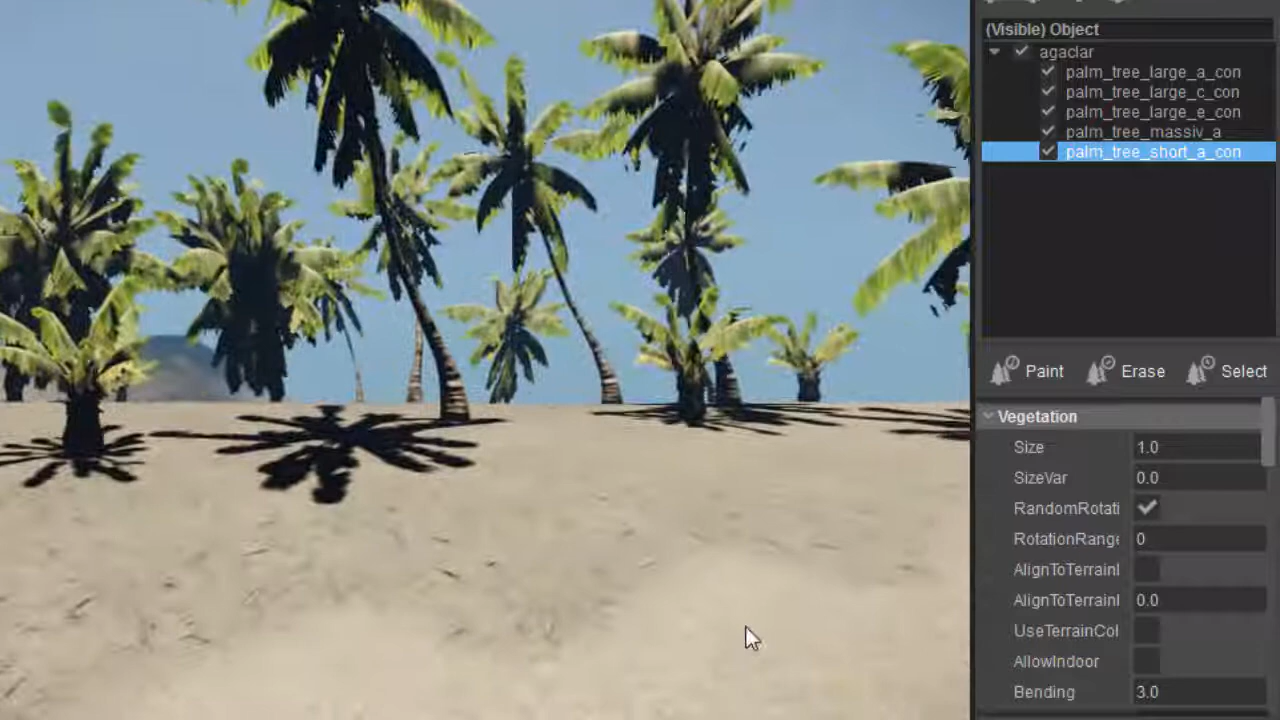 (Visible) Object
agaclar
palm_tree_large_a_con
palm_tree_large_c_con
palm_tree_large_e_con
palm_tree_massiv_a
palm_tree_short_a_con
Paint Erase Select
Vegetation
Size 1.0
SizeVar 0.0
RandomRotati
RotationRange 0
AlignToTerrainI
AlignToTerrainI 0.0
UseTerrainCol
AllowIndoor
Bending 3.0